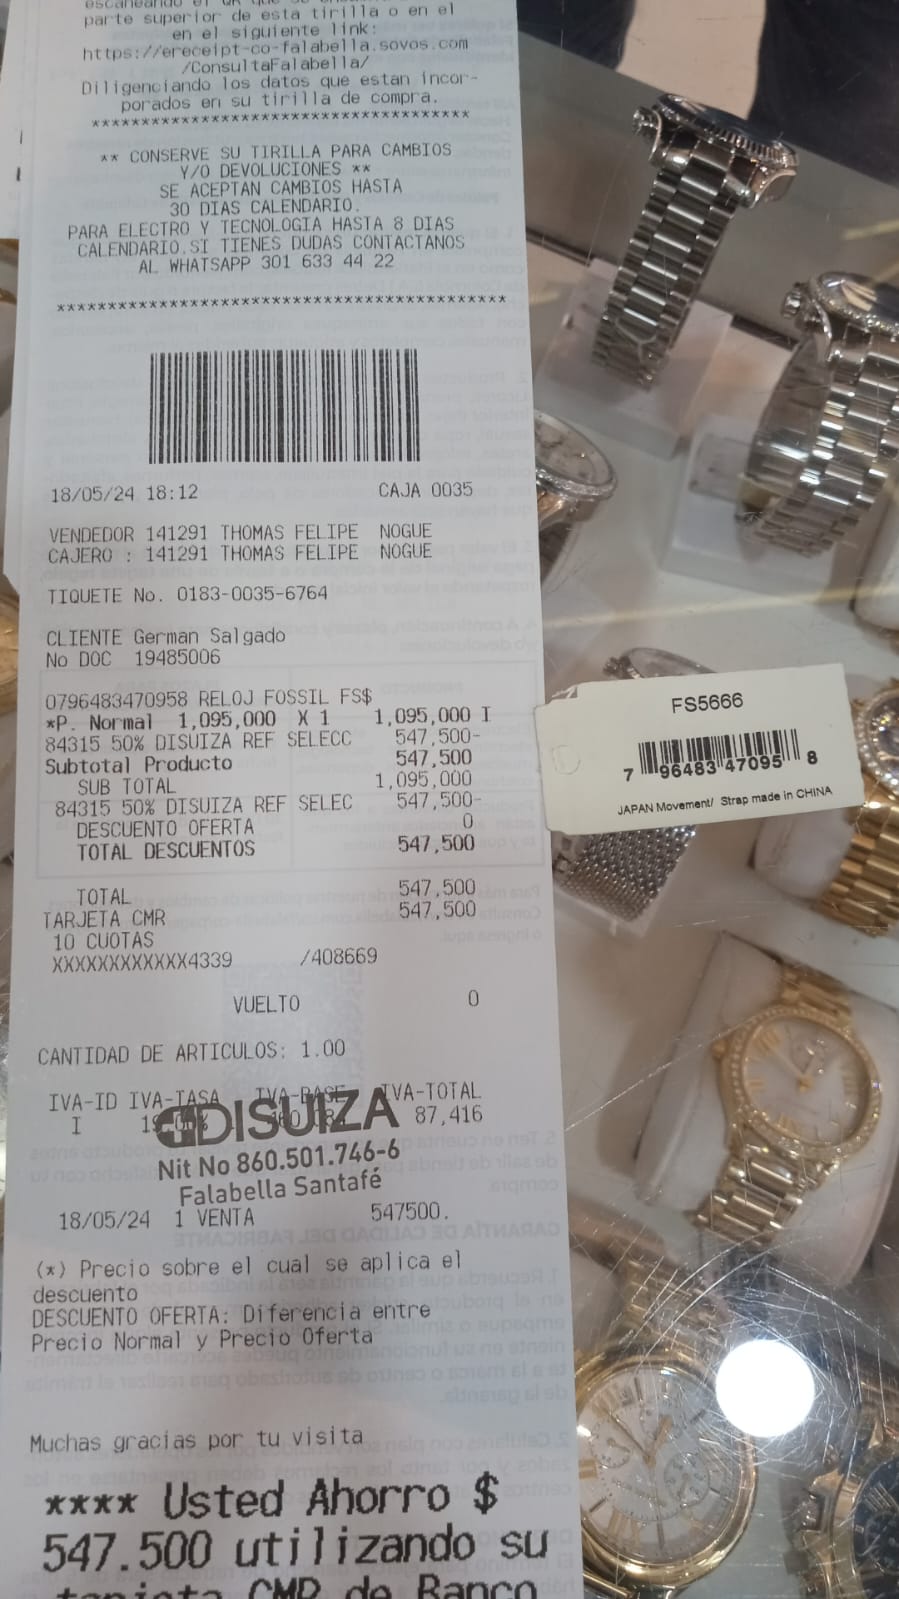 parte superior de esta tirilla o en el
en el siguiente link:
https://ereceipt-co-falabella.sovos.com
/ConsultaFalabella/
Diligenciando los datos que estan incor-
porados en su tirilla de compra.
***************************************
** CONSERVE SU TIRILLA PARA CAMBIOS
Y/O DEVOLUCIONES **
SE ACEPTAN CAMBIOS HASTA
30 DIAS CALENDARIO.
PARA ELECTRO Y TECNOLOGIA HASTA 8 DIAS
CALENDARIO.SI TIENES DUDAS CONTACTANOS
AL WHATSAPP 301 633 44 22
******************************************
18/05/24 18:12 CAJA 0035
VENDEDOR 141291 THOMAS FELIPE NOGUE
CAJERO : 141291 THOMAS FELIPE NOGUE
TIQUETE No. 0183-0035-6764
CLIENTE German Salgado
No DOC 19485006
0796483470958 RELOJ FOSSIL FS$
*P. Normal 1,095,000 X 1 1,095,000 I
84315 50% DISUIZA REF SELECC 547,500-
Subtotal Producto 547,500
SUB TOTAL 1,095,000
84315 50% DISUIZA REF SELEC 547,500-
DESCUENTO OFERTA 0
TOTAL DESCUENTOS 547,500
TOTAL 547,500
TARJETA CMR 547,500
10 CUOTAS
XXXXXXXXXXXX4339 /408669
VUELTO 0
CANTIDAD DE ARTICULOS: 1.00
IVA-ID IVA-TASA IVA-BASE IVA-TOTAL
I 87,416
DISUIZA
Nit No 860.501.746-6
Falabella Santafé
18/05/24 1 VENTA 547500.
(*) Precio sobre el cual se aplica el
descuento
DESCUENTO OFERTA: Diferencia entre
Precio Normal y Precio Oferta
Muchas gracias por tu visita
**** Usted Ahorro $
547.500 utilizando su
tarjeta CMR de Banco
FS5666
7 96483 47095 8
JAPAN Movement/ Strap made in CHINA